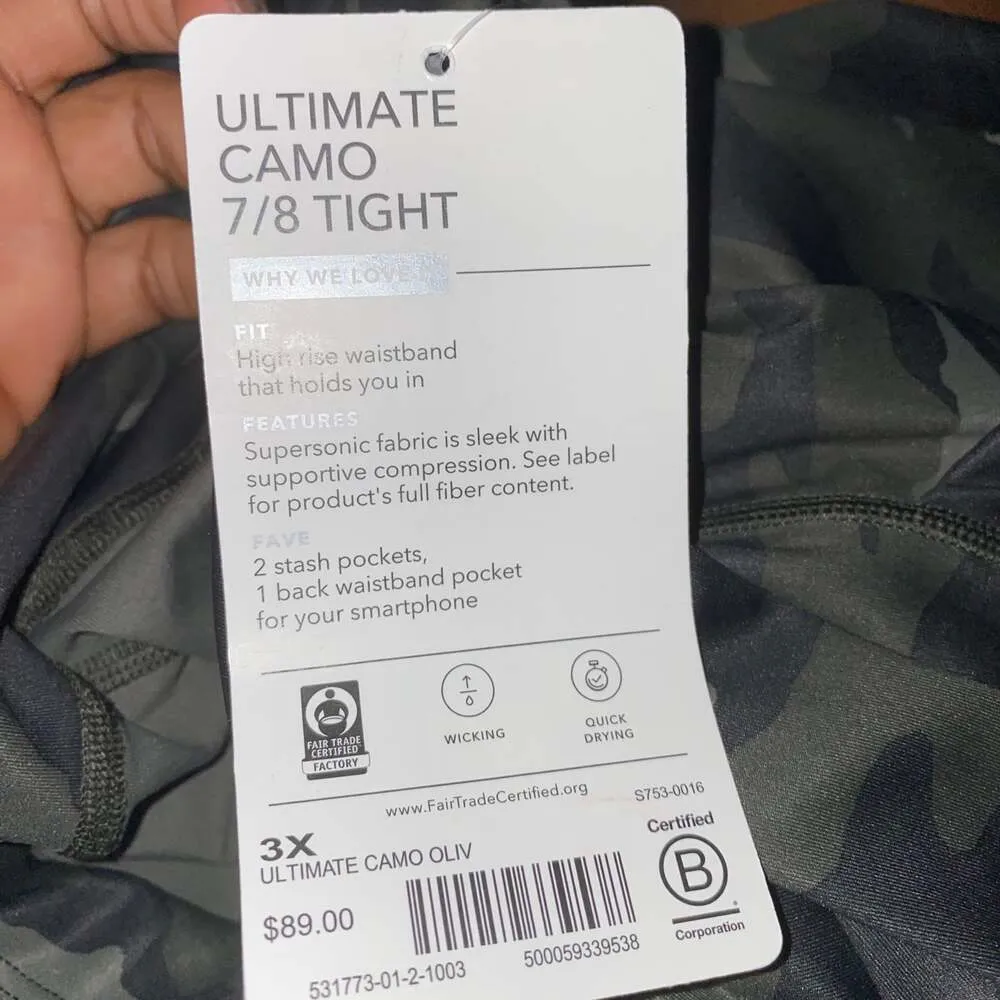 ULTIMATE
CAMO
7/8 TIGHT
WHY WE LOVE
FIT
High rise waistband
that holds you in
FEATURES
Supersonic fabric is sleek with
supportive compression. See label
for product's full fiber content.
FAVE
2 stash pockets,
1 back waistband pocket
for your smartphone
FAIR TRADE
CERTIFIED
FACTORY
WICKING
QUICK
DRYING
www.FairTradeCertified.org
S753-0016
3X
ULTIMATE CAMO OLIV
$89.00
531773-01-2-1003
500059339538
Certified
B
Corporation